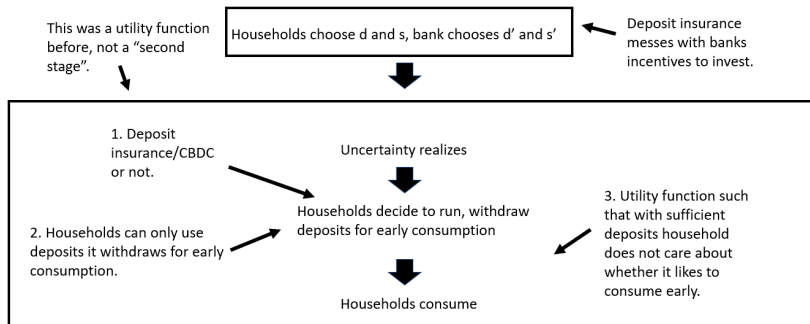 This was a utility function
before, not a “second
stage”.
Households choose d and s, bank chooses d’ and s’
Deposit insurance
messes with banks
incentives to invest.
1. Deposit
insurance/CBDC
or not.
Uncertainty realizes
2. Households can only use
deposits it withdraws for early
consumption.
Households decide to run, withdraw
deposits for early consumption
3. Utility function such
that with sufficient
deposits household
does not care about
whether it likes to
consume early.
Households consume